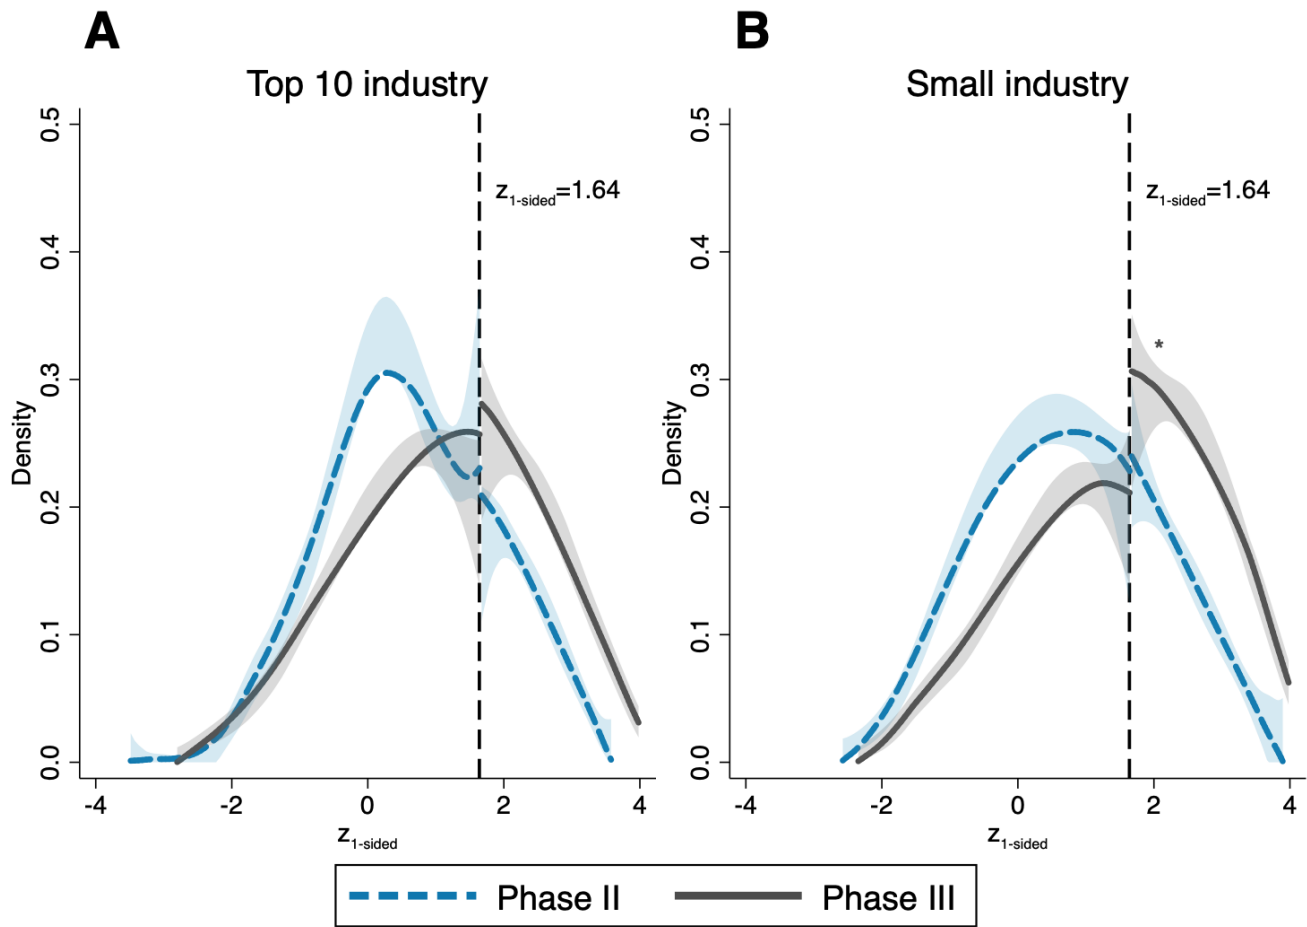 A
Top 10 industry
0.5
0.4
0.3
0.2
0.1
0.0
Density
z1-sided=1.64
-4
-2
0
2
4
z1-sided
B
Small industry
0.5
0.4
0.3
0.2
0.1
0.0
Density
z1-sided=1.64
*
-4
-2
0
2
4
z1-sided
Phase II
Phase III